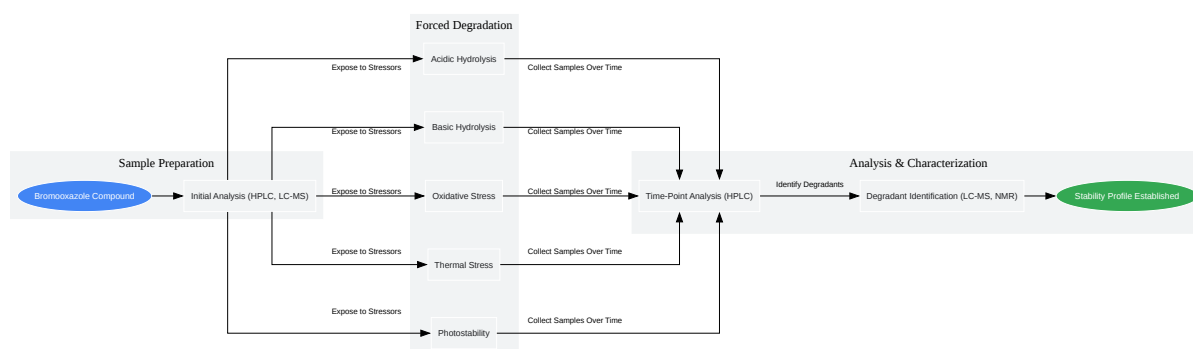 Forced Degradation
Acidic Hydrolysis
Expose to Stressors
Collect Samples Over Time
Basic Hydrolysis
Expose to Stressors
Collect Samples Over Time
Sample Preparation
Analysis & Characterization
Bromooxazole Compound
Initial Analysis (HPLC, LC-MS)
Expose to Stressors
Oxidative Stress
Collect Samples Over Time
Time-Point Analysis (HPLC)
Identify Degradants
Degradant Identification (LC-MS, NMR)
Stability Profile Established
Expose to Stressors
Thermal Stress
Collect Samples Over Time
Expose to Stressors
Photostability
Collect Samples Over Time